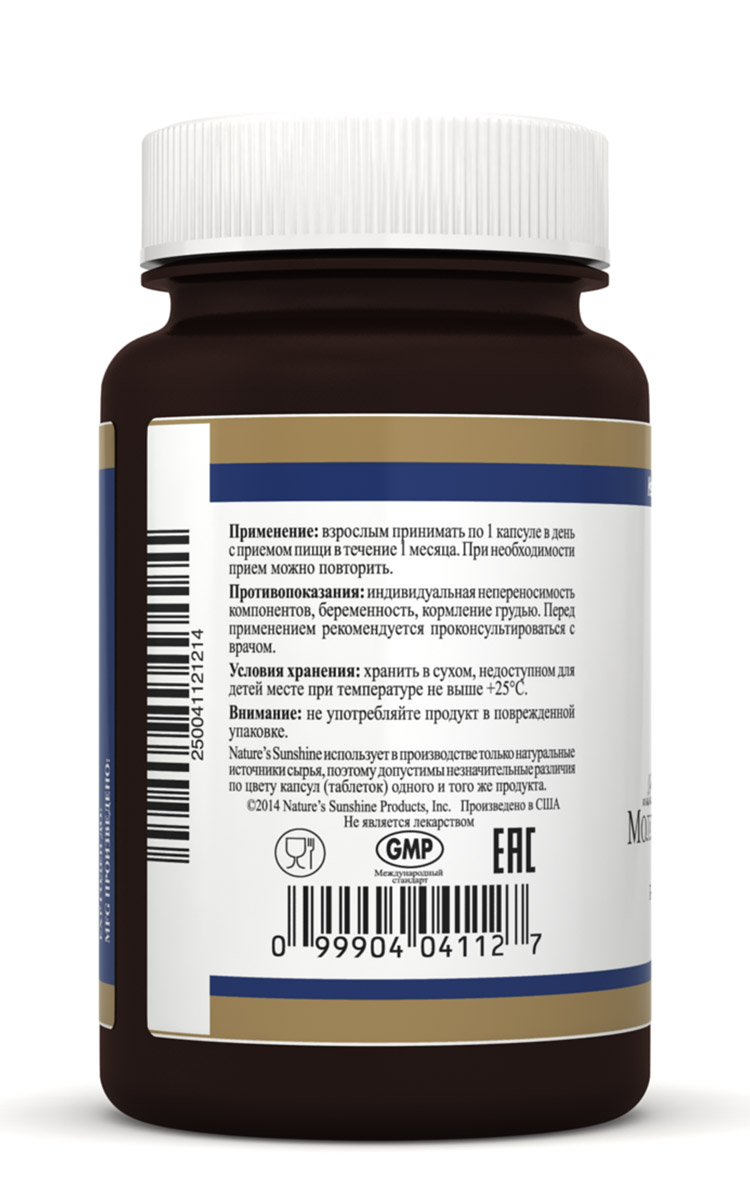 Применение: взрослым принимать по 1 капсуле в день
с приемом пищи в течение 1 месяца. При необходимости
прием можно повторить.
Противопоказания: индивидуальная непереносимость
компонентов, беременность, кормление грудью. Перед
применением рекомендуется проконсультироваться с
врачом.
Условия хранения: хранить в сухом, недоступном для
детей месте при температуре не выше +25°С.
Внимание: не употребляйте продукт в поврежденной
упаковке.
Nature's Sunshine использует в производстве только натуральные
источники сырья, поэтому допустимы незначительные различия
по цвету капсул (таблеток) одного и того же продукта.
©2014 Nature's Sunshine Products, Inc. Произведено в США
Не является лекарством
GMP
Международный
стандарт
EAC
0 99904 04112 7
250041121214
MFG ПРОИЗВЕДЕНО: